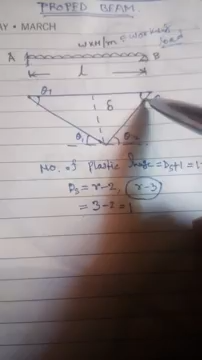 PROPED BEAM.
AY • MARCH
W KN/m
A B
l
θ1 δ
θ1
No. of Plastic hinge = Ds+1 = 1+
Ds = r-2, r-3
= 3-2 = 1